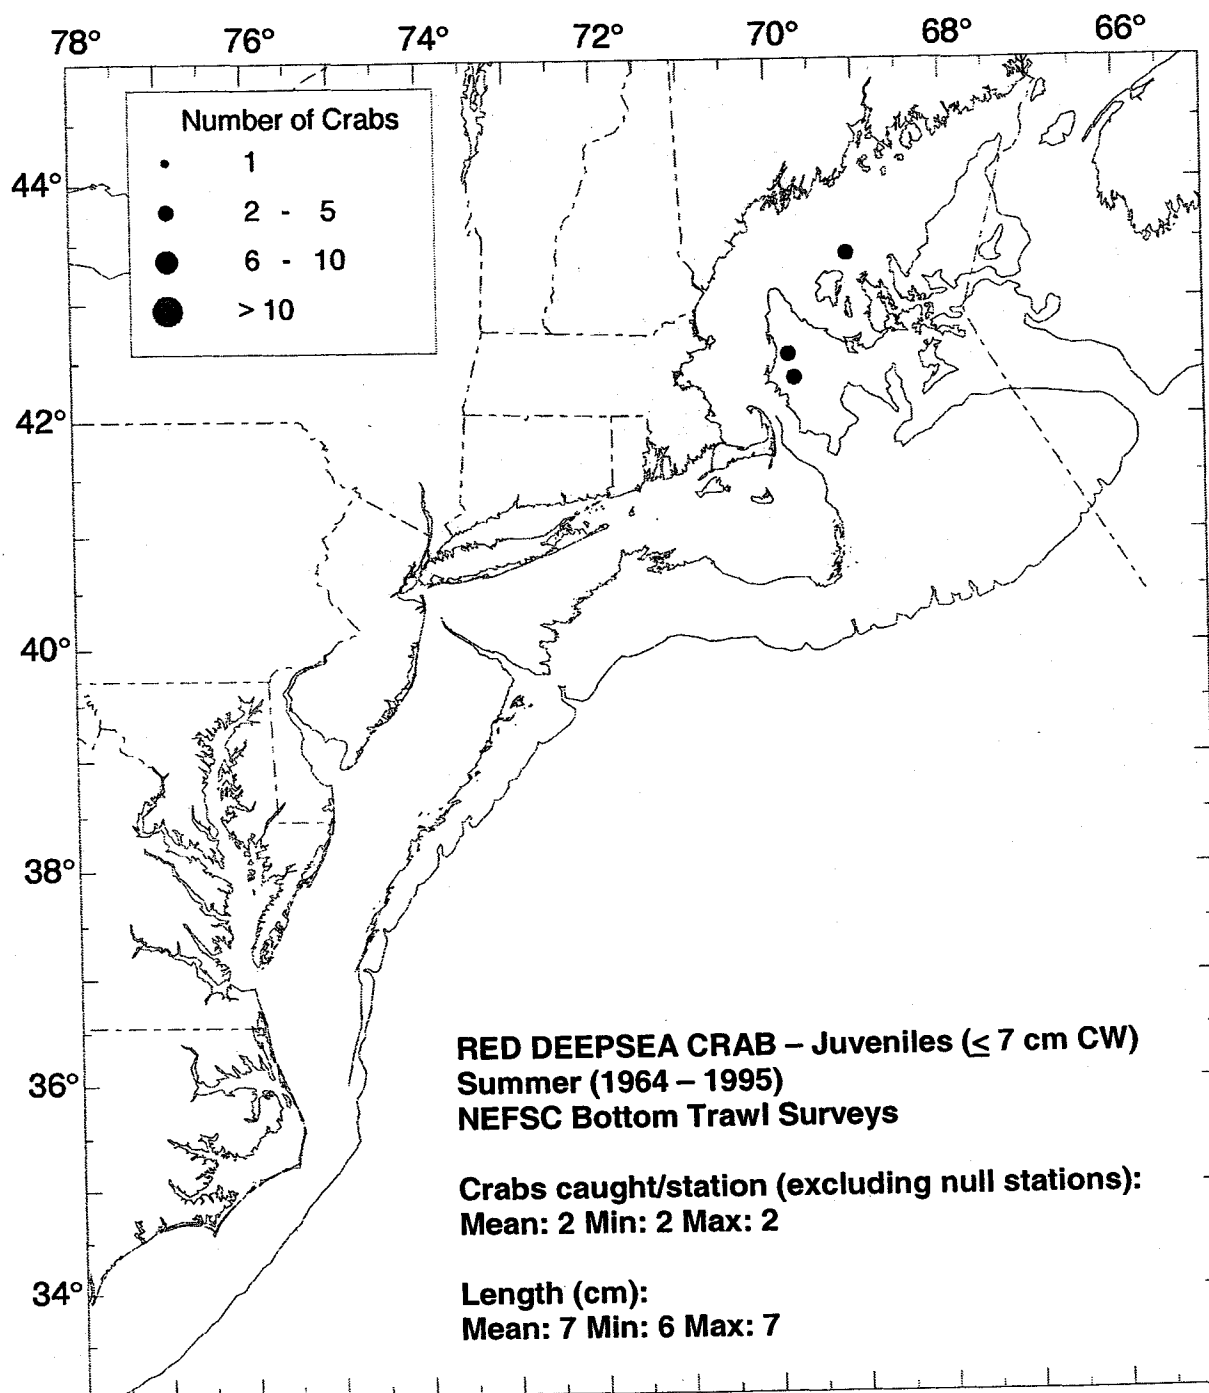 78° 76° 74° 72° 70° 68° 66°
Number of Crabs
1
2 - 5
6 - 10
> 10
44°
42°
40°
38°
36°
34°
RED DEEPSEA CRAB – Juveniles (≤ 7 cm CW)
Summer (1964 – 1995)
NEFSC Bottom Trawl Surveys
Crabs caught/station (excluding null stations):
Mean: 2 Min: 2 Max: 2
Length (cm):
Mean: 7 Min: 6 Max: 7